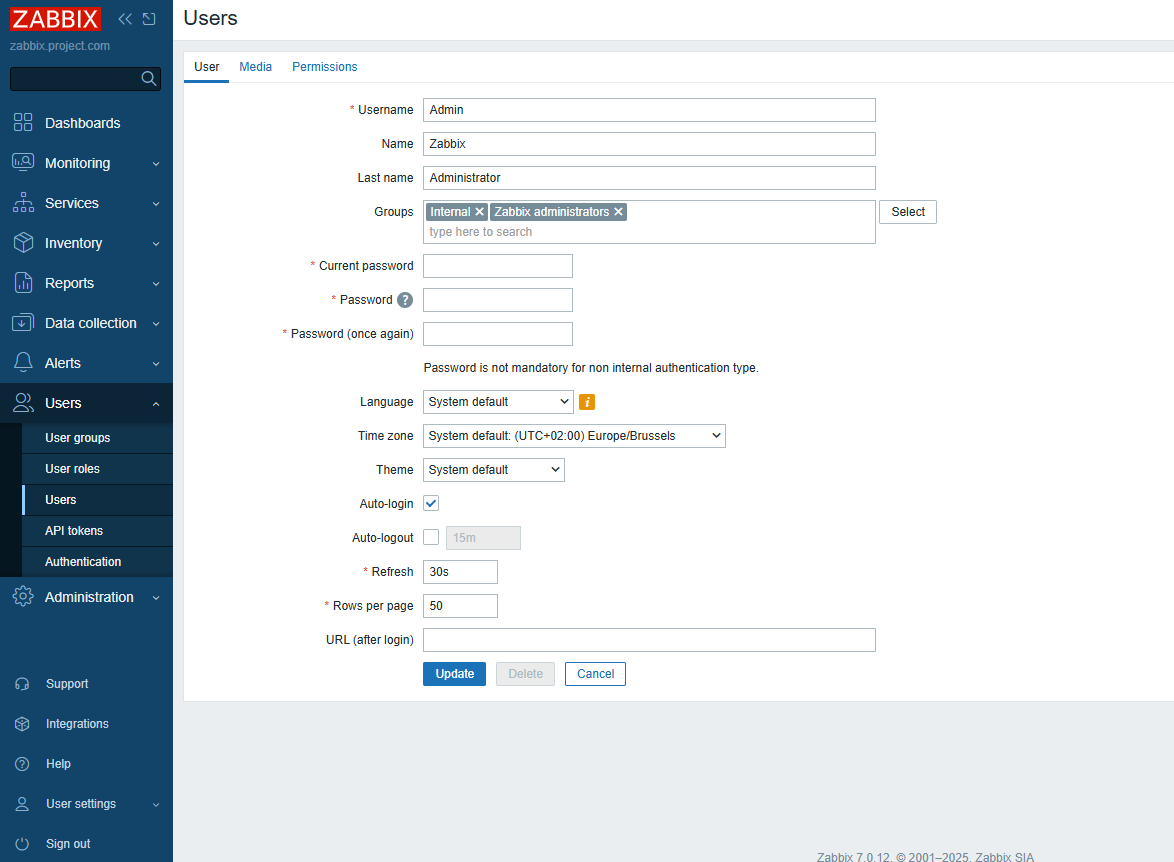 ZABBIX
zabbix.project.com
Dashboards
Monitoring
Services
Inventory
Reports
Data collection
Alerts
Users
User groups
User roles
Users
API tokens
Authentication
Administration
Support
Integrations
Help
User settings
Sign out
Users
User Media Permissions
* Username Admin
Name Zabbix
Last name Administrator
Groups Internal Zabbix administrators Select
type here to search
* Current password
* Password ?
* Password (once again)
Password is not mandatory for non internal authentication type.
Language System default i
Time zone System default: (UTC+02:00) Europe/Brussels
Theme System default
Auto-login
Auto-logout 15m
* Refresh 30s
* Rows per page 50
URL (after login)
Update Delete Cancel
Zabbix 7.0.12. © 2001–2025, Zabbix SIA